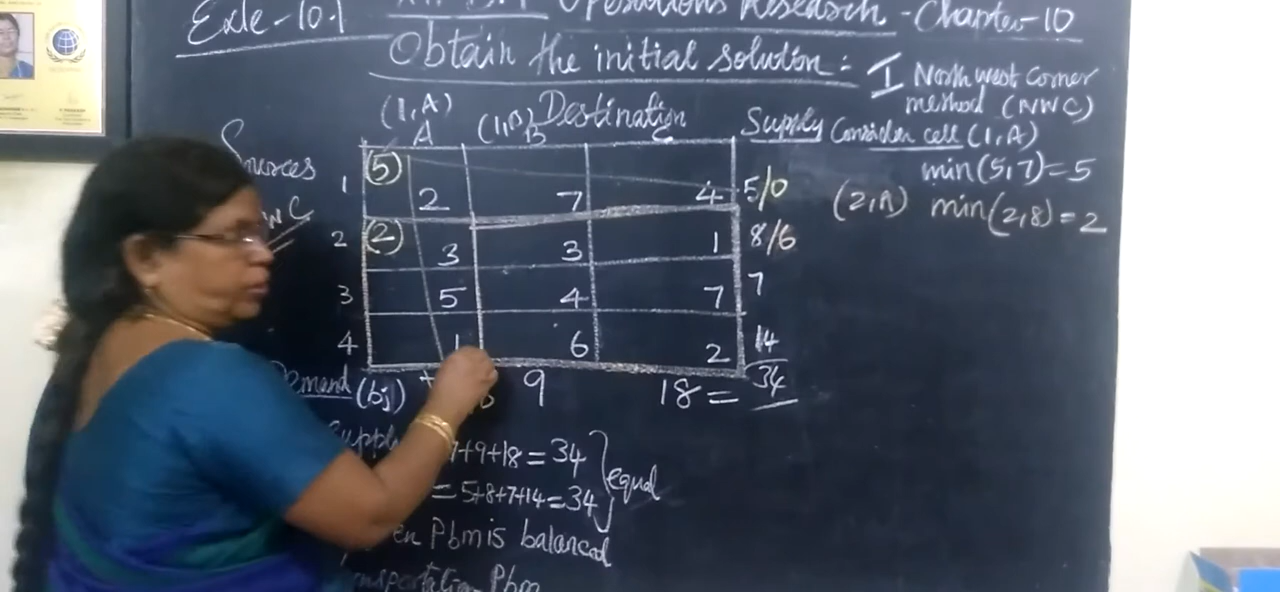 Exle-10.1 Operations Research - Chapter-10
Obtain the initial solution: I North west corner
method (NWC)
(1,A) (1,B) Destination Supply Consider cell (1,A)
Sources A B C
min(5,7)=5
1 (5) 2 7 4 5/0 (2,A) min(2,8)=2
2 (2) 3 3 1 8/6
3 5 4 7 7
4 1 6 2 14
34
Demand (bj) 9 18=
7+9+18=34
equal
=5+8+7+14=34
Pbm is balanced
Pbm